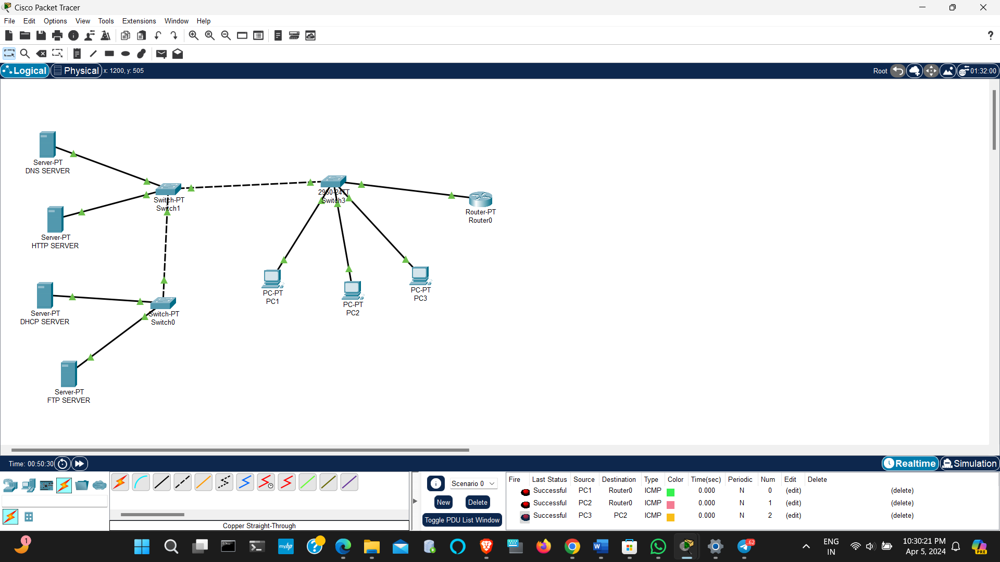 Cisco Packet Tracer
File Edit Options View Tools Extensions Window Help
?
Logical Physical x: 1200, y: 505 Root 01:32:00
Server-PT
DNS SERVER
Switch-PT
Switch1
2960-24TT
Switch3
Router-PT
Router0
Server-PT
HTTP SERVER
PC-PT
PC1
PC-PT
PC2
PC-PT
PC3
Server-PT
DHCP SERVER
Switch-PT
Switch0
Server-PT
FTP SERVER
Time: 00:50:30 Realtime Simulation
Scenario 0
New Delete
Toggle PDU List Window
Copper Straight-Through
Fire Last Status Source Destination Type Color Time(sec) Periodic Num Edit Delete
Successful PC1 Router0 ICMP 0.000 N 0 (edit) (delete)
Successful PC2 Router0 ICMP 0.000 N 1 (edit) (delete)
Successful PC3 PC2 ICMP 0.000 N 2 (edit) (delete)
1
myhp
62
ENG
IN
10:30:21 PM
Apr 5, 2024
PRE